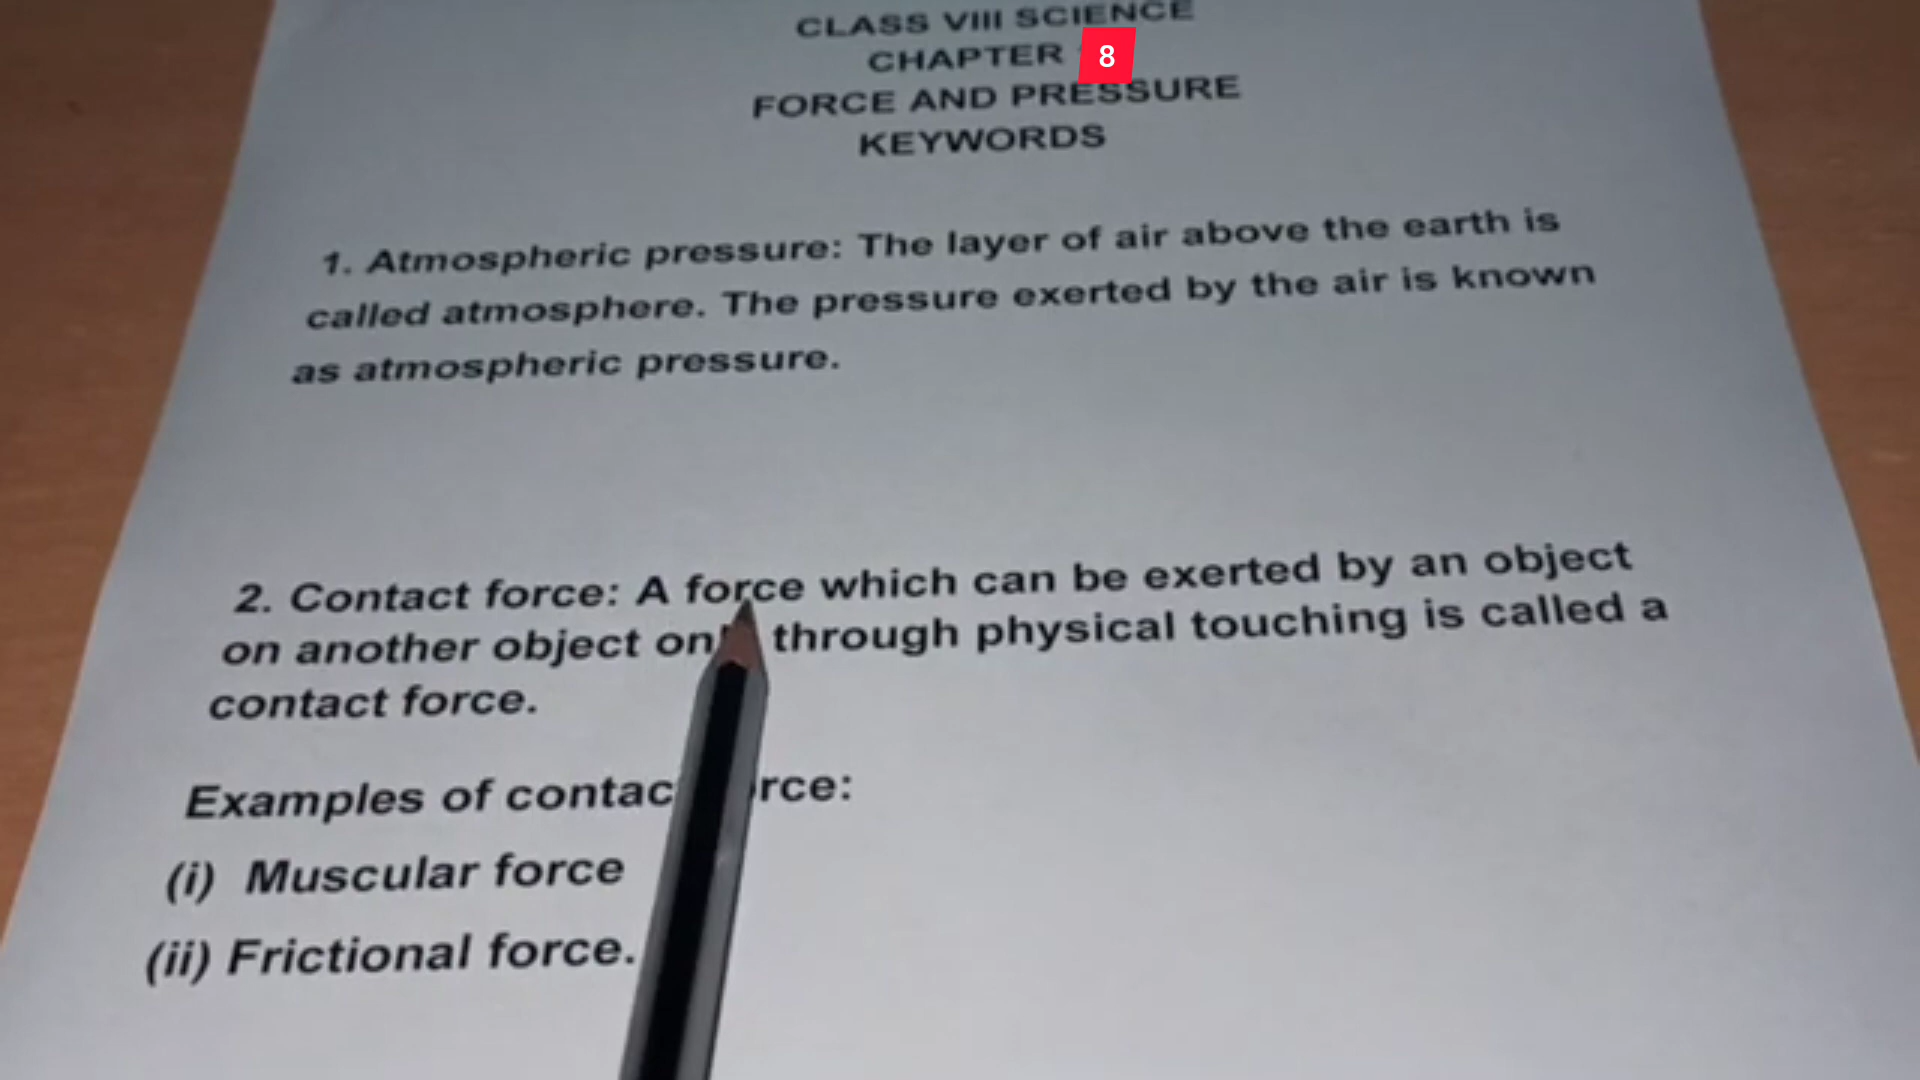 CLASS VIII SCIENCE
CHAPTER 8
FORCE AND PRESSURE
KEYWORDS
1. Atmospheric pressure: The layer of air above the earth is
called atmosphere. The pressure exerted by the air is known
as atmospheric pressure.
2. Contact force: A force which can be exerted by an object
on another object through physical touching is called a
contact force.
Examples of
(i) Muscular force
(ii) Frictional force.